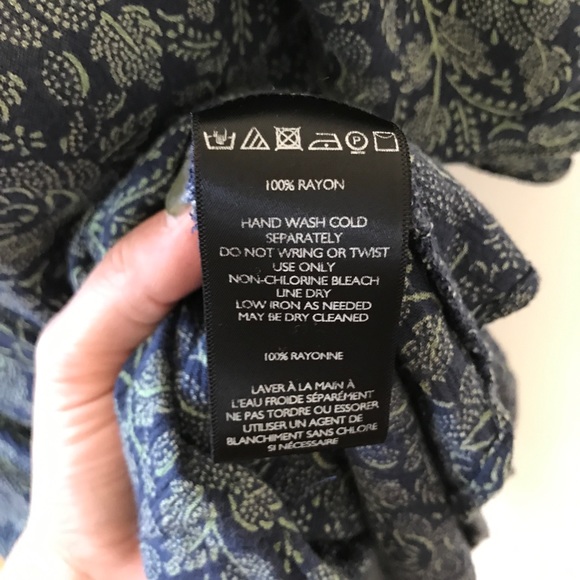 100% RAYON
HAND WASH COLD
SEPARATELY
DO NOT WRING OR TWIST
USE ONLY
NON-CHLORINE BLEACH
LINE DRY
LOW IRON AS NEEDED
MAY BE DRY CLEANED
100% RAYONNE
LAVER À LA MAIN À
L'EAU FROIDE SÉPARÉMENT
NE PAS TORDRE OU ESSORER
UTILISER UN AGENT DE
BLANCHIMENT SANS CHLORE
SI NÉCESSAIRE